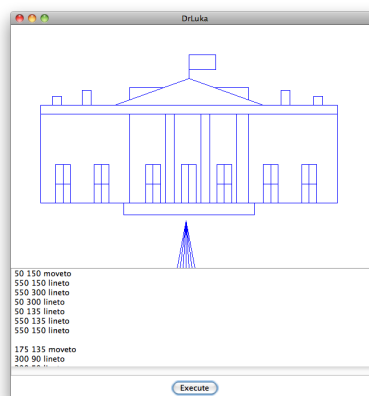 DrLuka
50 150 moveto
550 150 lineto
550 300 lineto
50 300 lineto
50 135 lineto
550 135 lineto
550 150 lineto
175 135 moveto
300 90 lineto
Execute